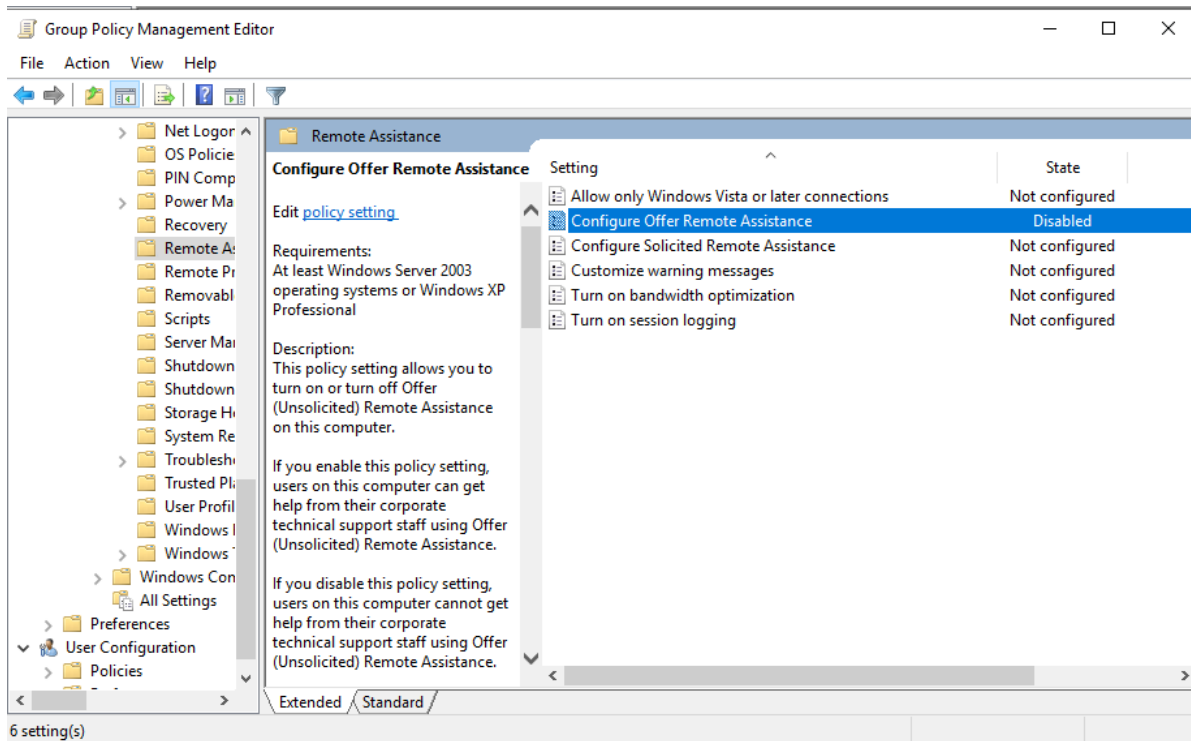 Group Policy Management Editor
File Action View Help
Net Logor
OS Policie
PIN Comp
Power Ma
Recovery
Remote As
Remote Pr
Removabl
Scripts
Server Mar
Shutdown
Shutdown
Storage He
System Re
Troublesh
Trusted Pla
User Profil
Windows
Windows
Windows Con
All Settings
Preferences
User Configuration
Policies
Remote Assistance
Configure Offer Remote Assistance
Edit policy setting
Requirements:
At least Windows Server 2003
operating systems or Windows XP
Professional
Description:
This policy setting allows you to
turn on or turn off Offer
(Unsolicited) Remote Assistance
on this computer.
If you enable this policy setting,
users on this computer can get
help from their corporate
technical support staff using Offer
(Unsolicited) Remote Assistance.
If you disable this policy setting,
users on this computer cannot get
help from their corporate
technical support staff using Offer
(Unsolicited) Remote Assistance.
Setting State
Allow only Windows Vista or later connections Not configured
Configure Offer Remote Assistance Disabled
Configure Solicited Remote Assistance Not configured
Customize warning messages Not configured
Turn on bandwidth optimization Not configured
Turn on session logging Not configured
Extended Standard
6 setting(s)